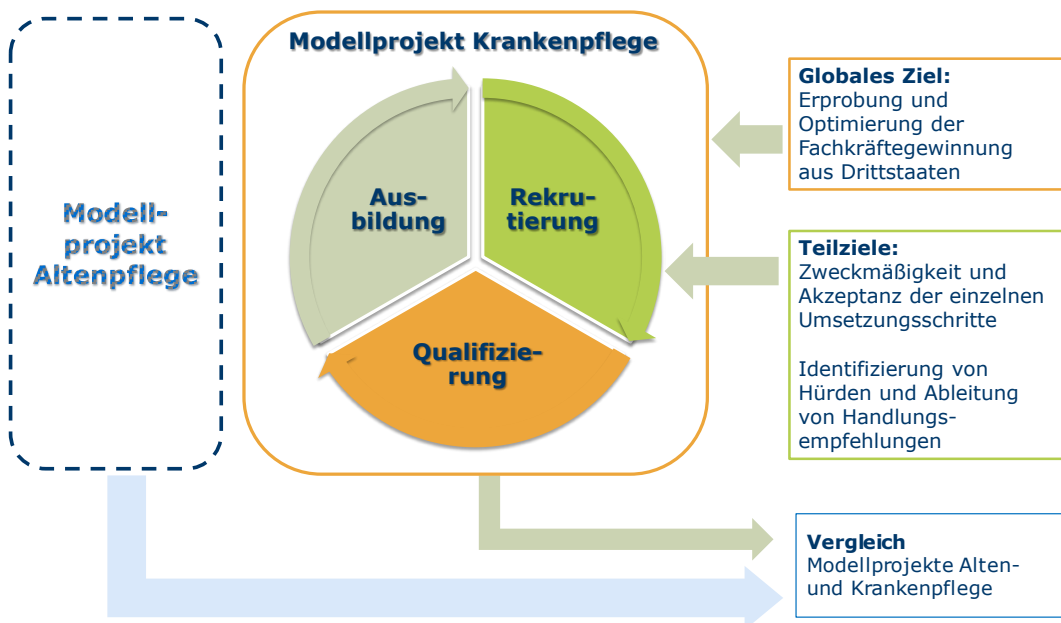 Modell-
projekt
Altenpflege
Modellprojekt Krankenpflege
Aus-
bildung
Rekru-
tierung
Qualifizie-
rung
Globales Ziel:
Erprobung und
Optimierung der
Fachkräftegewinnung
aus Drittstaaten
Teilziele:
Zweckmäßigkeit und
Akzeptanz der einzelnen
Umsetzungsschritte
Identifizierung von
Hürden und Ableitung
von Handlungs-
empfehlungen
Vergleich
Modellprojekte Alten-
und Krankenpflege